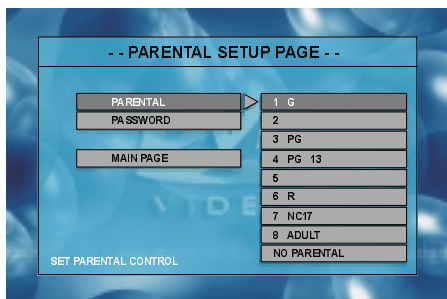 - - PARENTAL SETUP PAGE - -
PARENTAL
PASSWORD
MAIN PAGE
1 G
2
3 PG
4 PG 13
5
6 R
7 NC17
8 ADULT
NO PARENTAL
VIDE
SET PARENTAL CONTROL